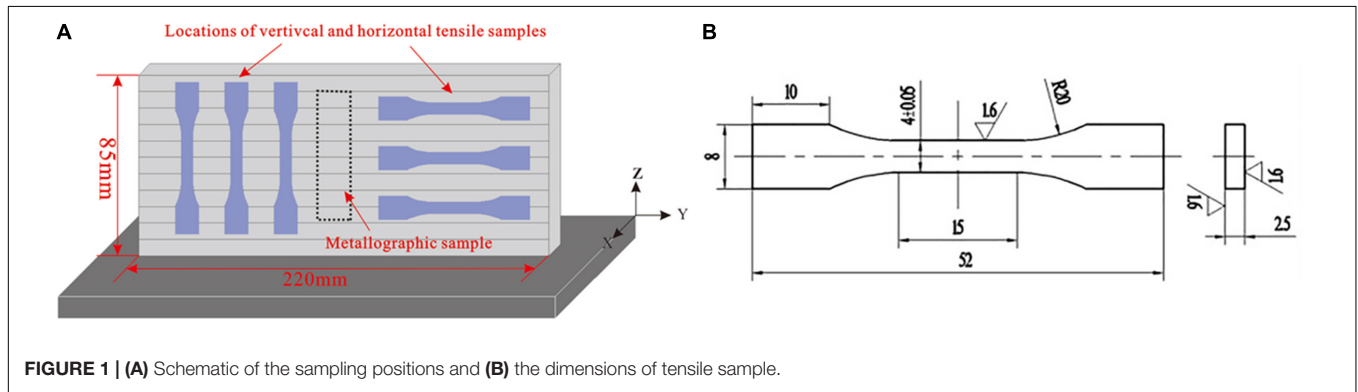 A
Locations of vertivcal and horizontal tensile samples
85mm
Metallographic sample
220mm
Z
Y
X
B
10
4±0.05
1.6
R20
8
15
52
1.6
1.6
2.5
FIGURE 1 | (A) Schematic of the sampling positions and (B) the dimensions of tensile sample.